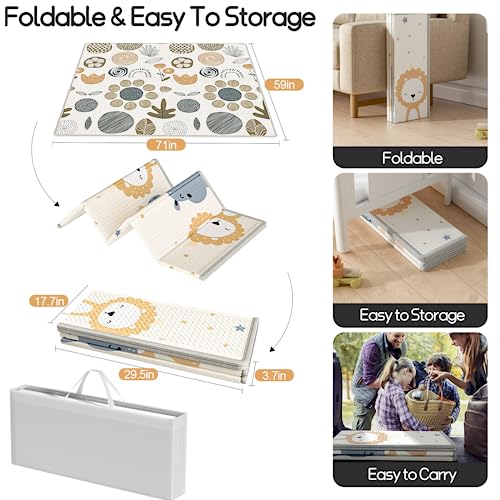 Foldable & Easy To Storage
59in
71in
Foldable
17.7in
29.5in
3.7in
Easy to Storage
Easy to Carry